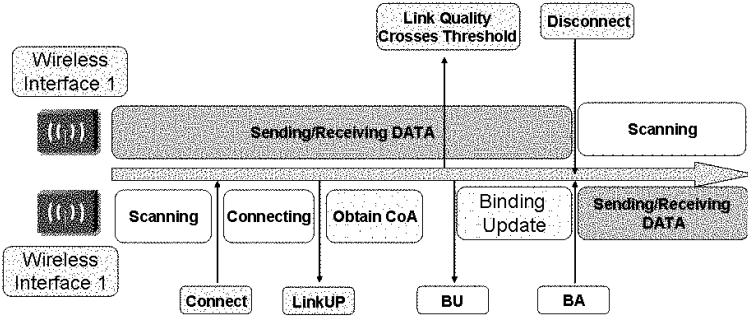 Link Quality
Crosses Threshold
Disconnect
Wireless
Interface 1
Sending/Receiving DATA
Scanning
Scanning
Connecting
Obtain CoA
Binding
Update
Sending/Receiving
DATA
Wireless
Interface 1
Connect
LinkUP
BU
BA